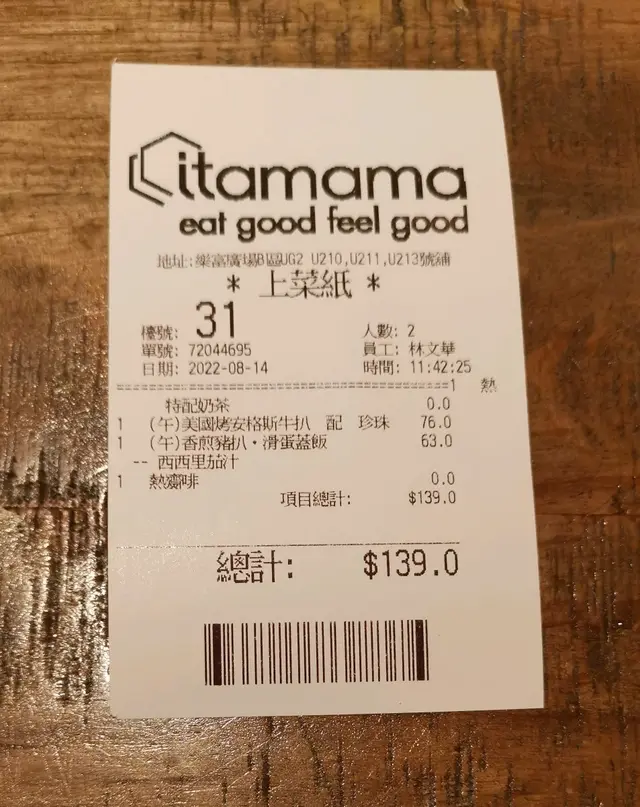 itamama
eat good feel good
地址:樂富廣場B區UG2 U210,U211,U213號舖
* 上菜紙 *
檯號: 31 人數: 2
單號: 72044695 員工: 林文華
日期: 2022-08-14 時間: 11:42:25
1 熱
特配奶茶 0.0
1 (午)美國烤安格斯牛扒 配 珍珠 76.0
1 (午)香煎豬扒・滑蛋蓋飯 63.0
-- 西西里茄汁
1 熱齋啡 0.0
項目總計: $139.0
總計: $139.0